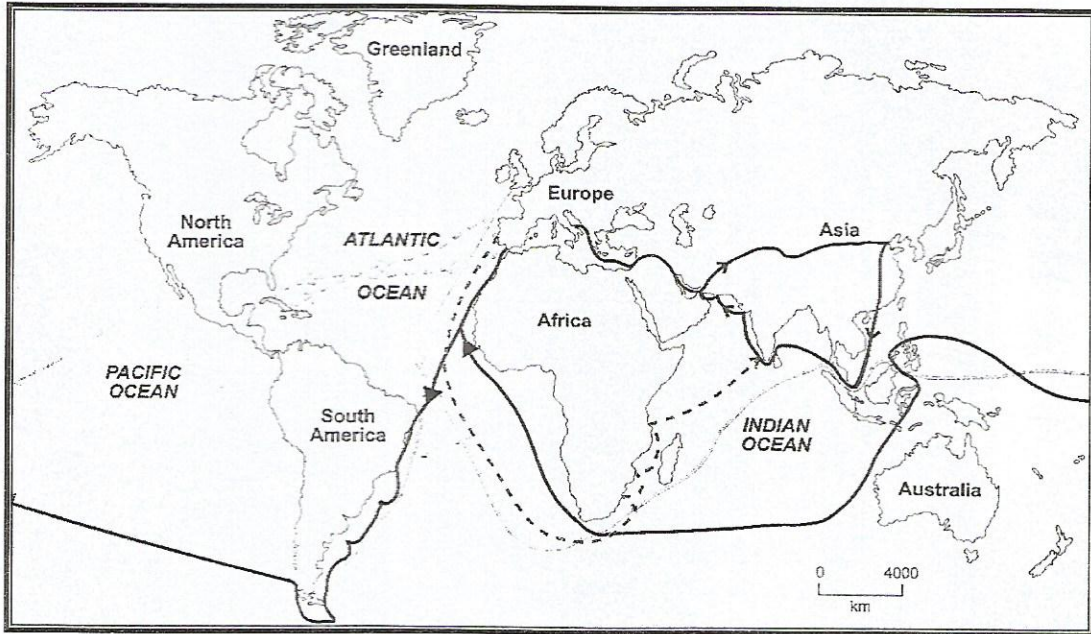 Greenland
Europe
North
America
ATLANTIC
OCEAN
Asia
Africa
PACIFIC
OCEAN
South
America
INDIAN
OCEAN
Australia
0 4000
km